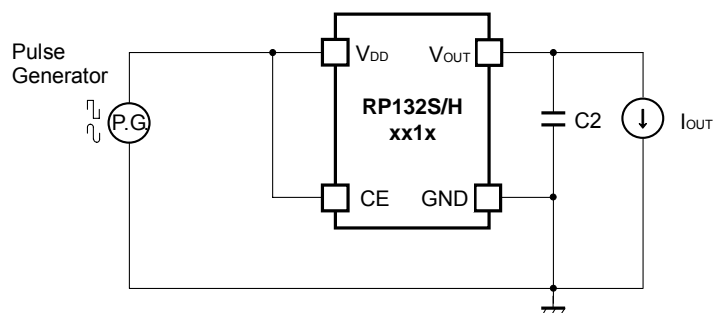 Pulse
Generator
P.G.
VDD
VOUT
RP132S/H
xx1x
C2
IOUT
CE
GND